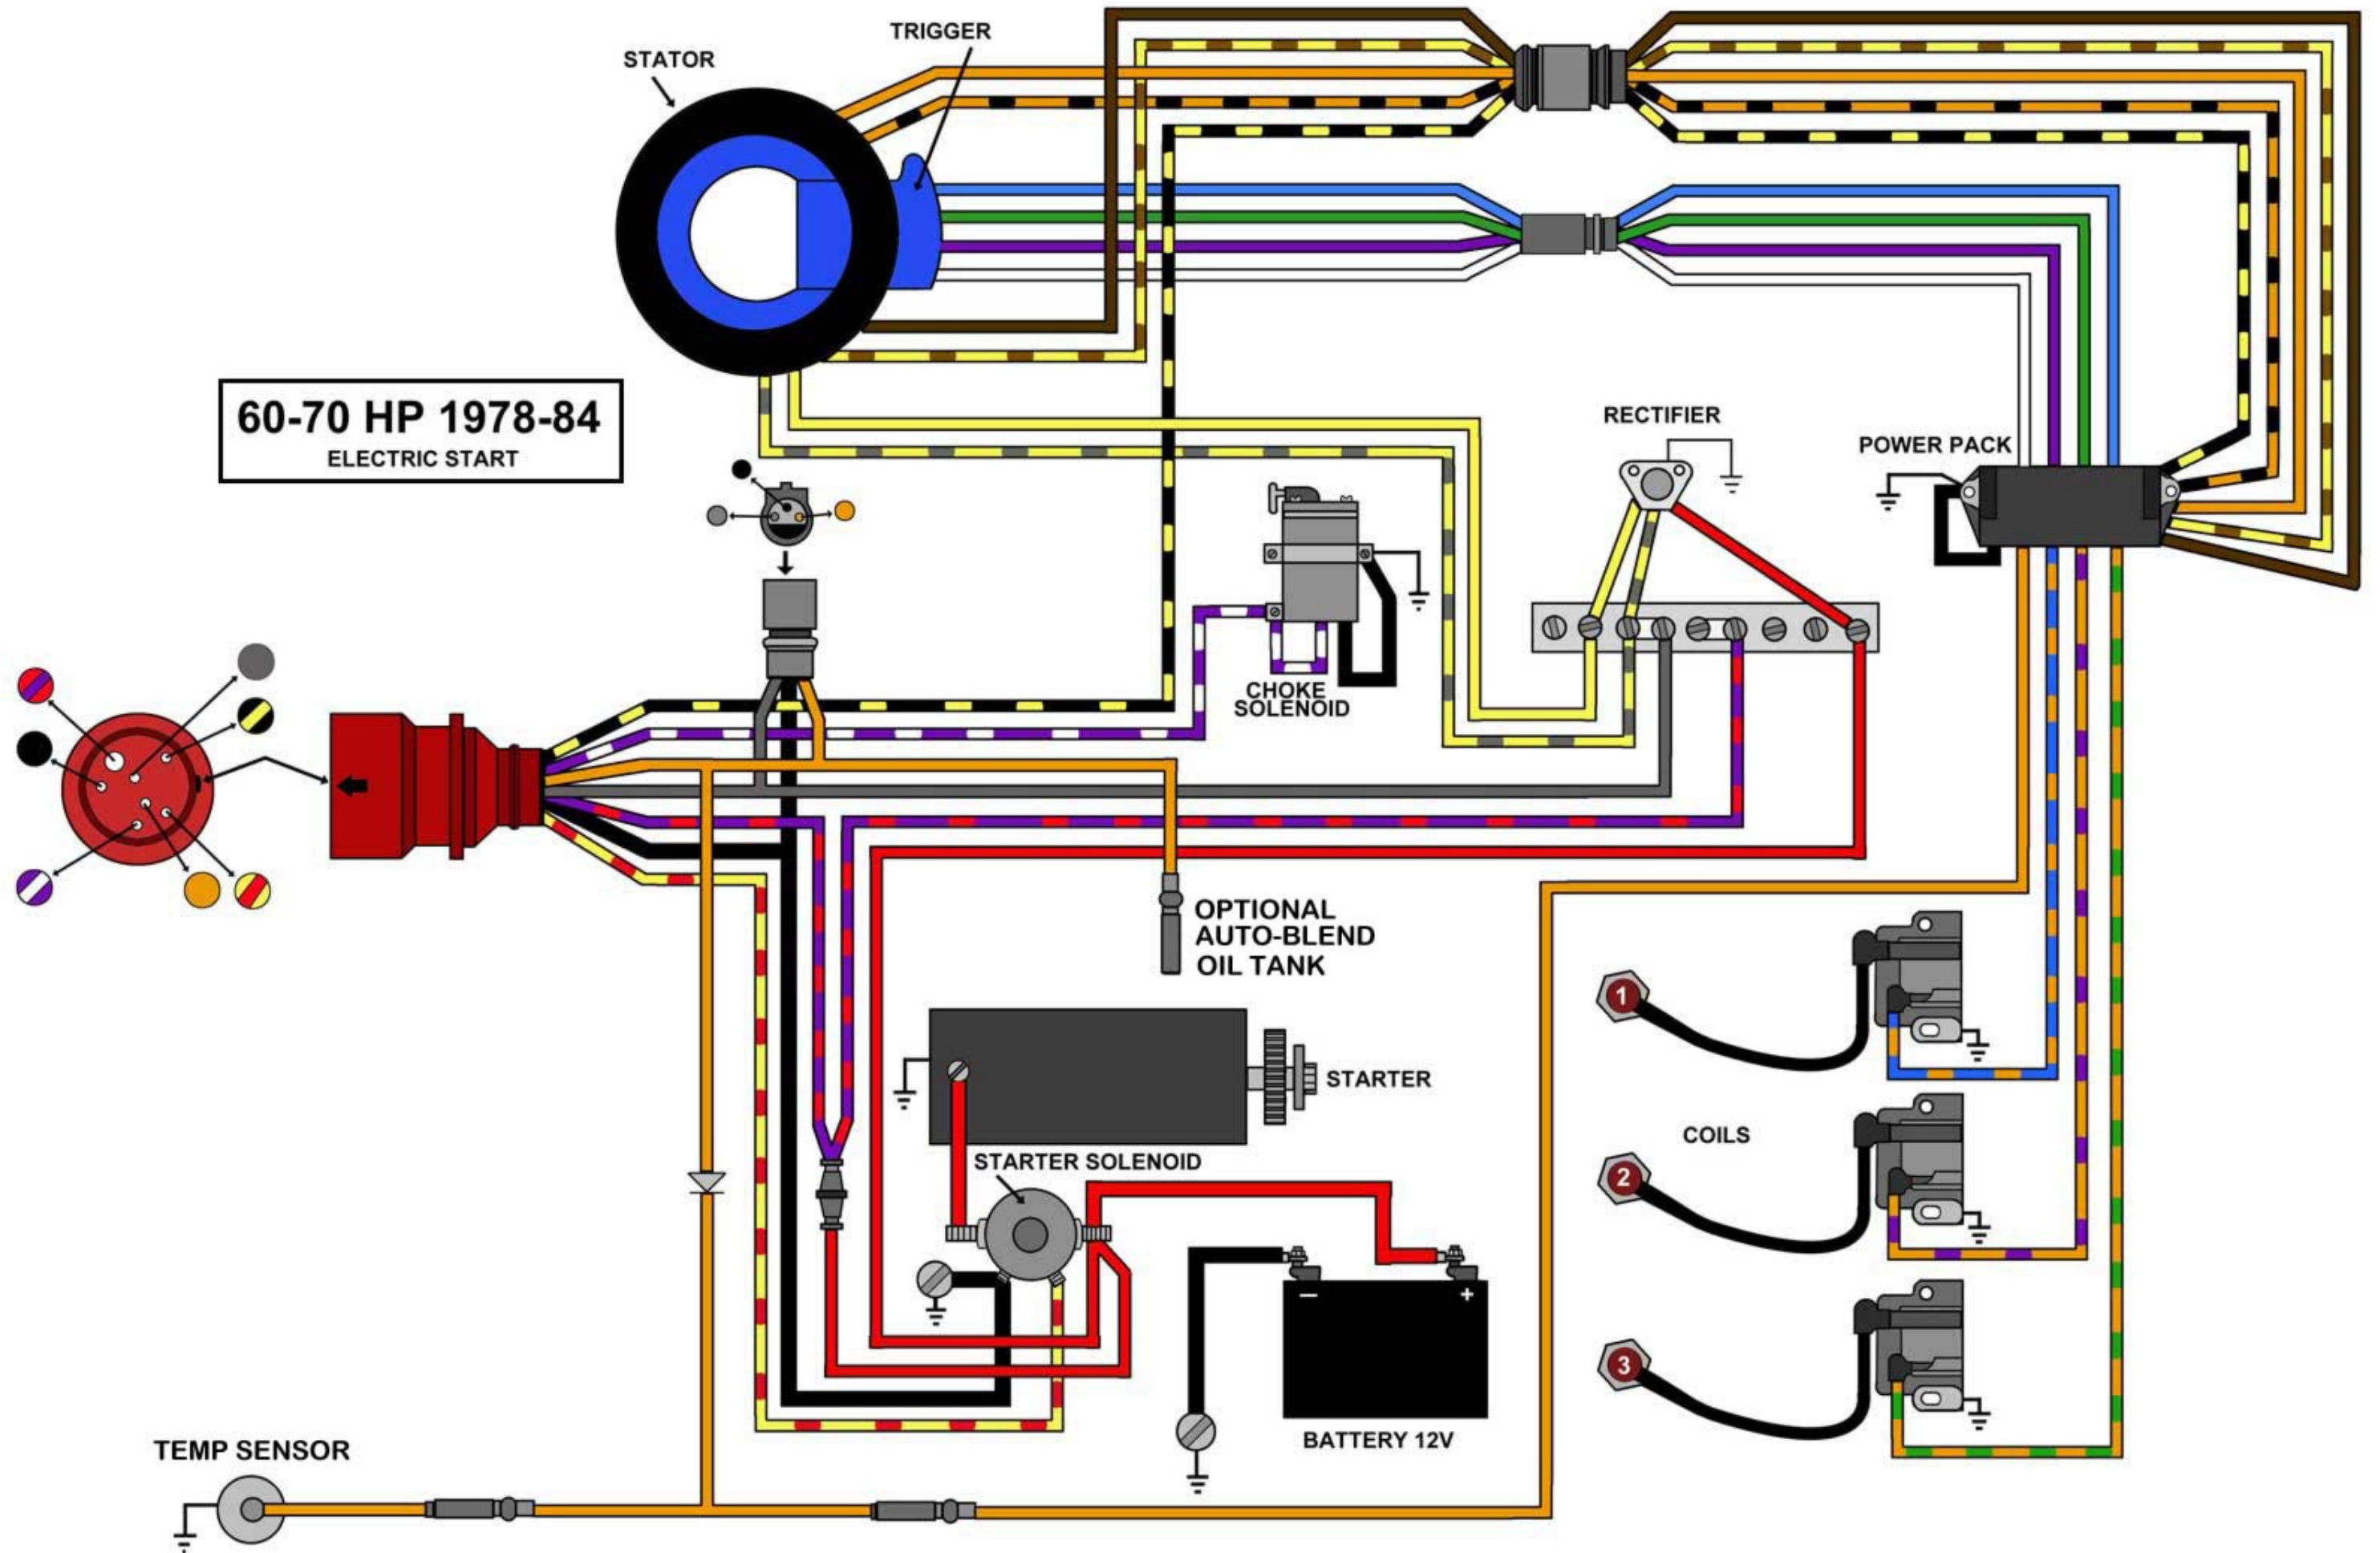 TRIGGER
STATOR
60-70 HP 1978-84
ELECTRIC START
RECTIFIER
POWER PACK
CHOKE
SOLENOID
OPTIONAL
AUTO-BLEND
OIL TANK
1
STARTER
COILS
STARTER SOLENOID
2
— +
3
BATTERY 12V
TEMP SENSOR